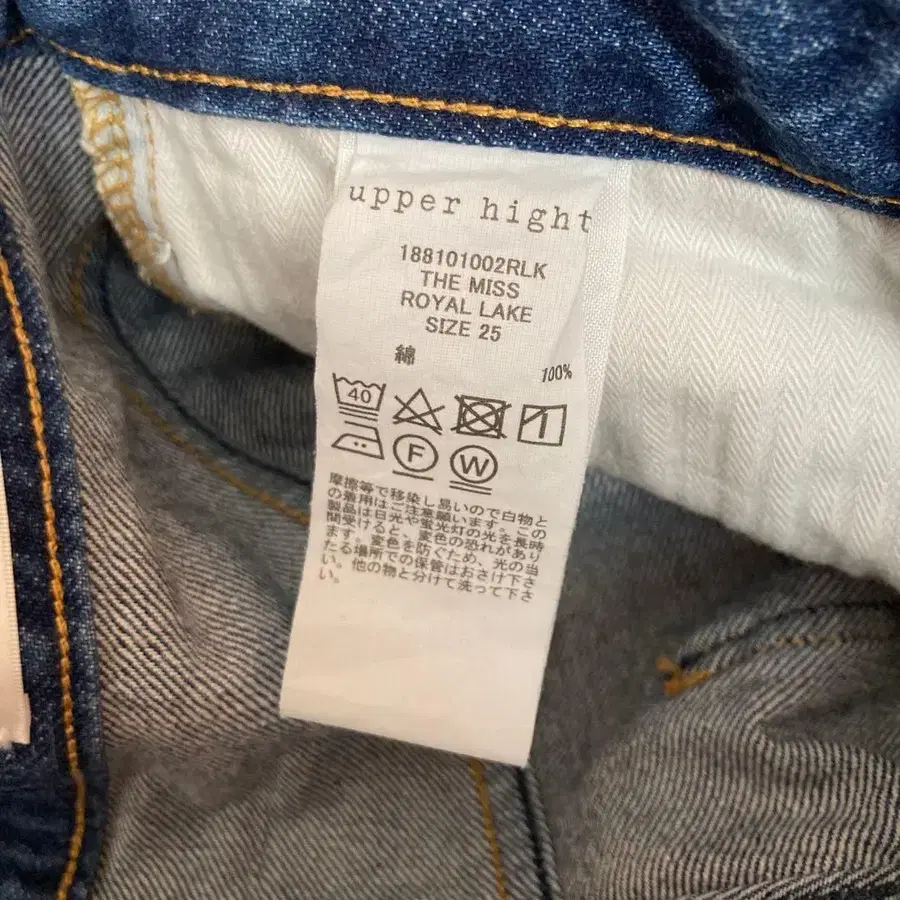 upper hight
188101002RLK
THE MISS
ROYAL LAKE
SIZE 25
綿 100%
40
F W
摩擦等で移染し易いので白物と
の着用はご注意願います。この
製品は日光や蛍光灯の光を長時
間受けると、変色の恐れがあり
ます。変色を防ぐため、光の当
たる場所での保管はおさけ下さ
い。他の物と分けて洗って下さ
い。